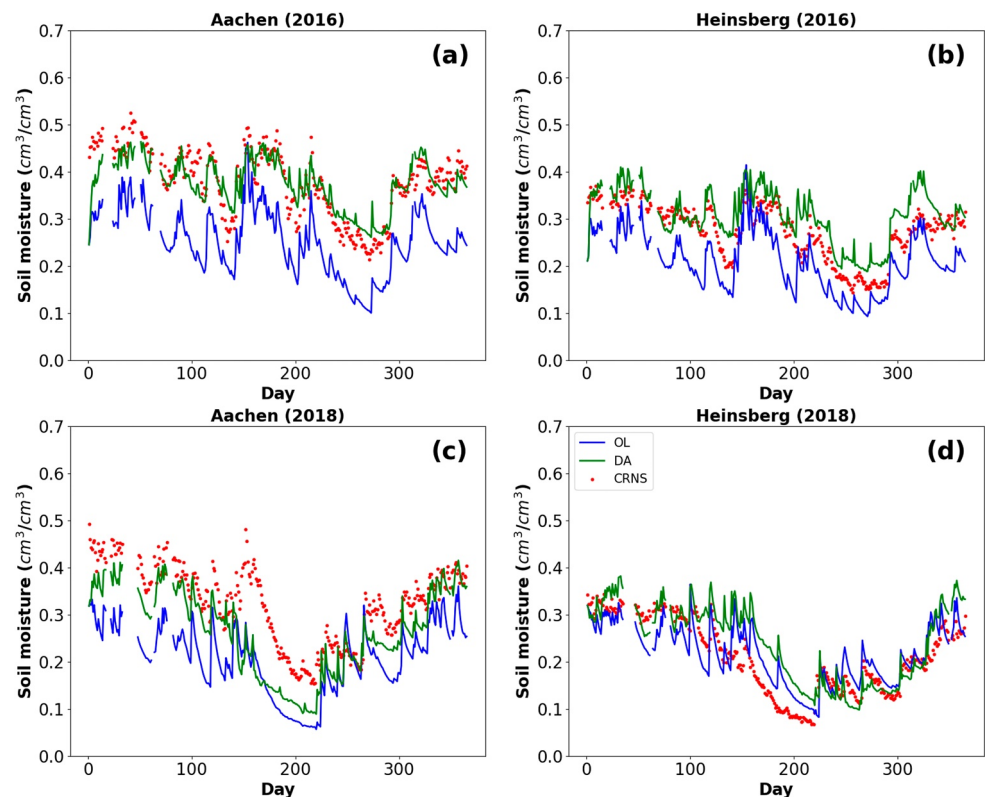 Aachen (2016)
(a)
0.7
0.6
0.5
0.4
0.3
0.2
0.1
0.0
Soil moisture (cm³/cm³)
0 100 200 300
Day
Heinsberg (2016)
(b)
0.7
0.6
0.5
0.4
0.3
0.2
0.1
0.0
Soil moisture (cm³/cm³)
0 100 200 300
Day
Aachen (2018)
(c)
0.7
0.6
0.5
0.4
0.3
0.2
0.1
0.0
Soil moisture (cm³/cm³)
0 100 200 300
Day
Heinsberg (2018)
(d)
OL
DA
CRNS
0.7
0.6
0.5
0.4
0.3
0.2
0.1
0.0
Soil moisture (cm³/cm³)
0 100 200 300
Day